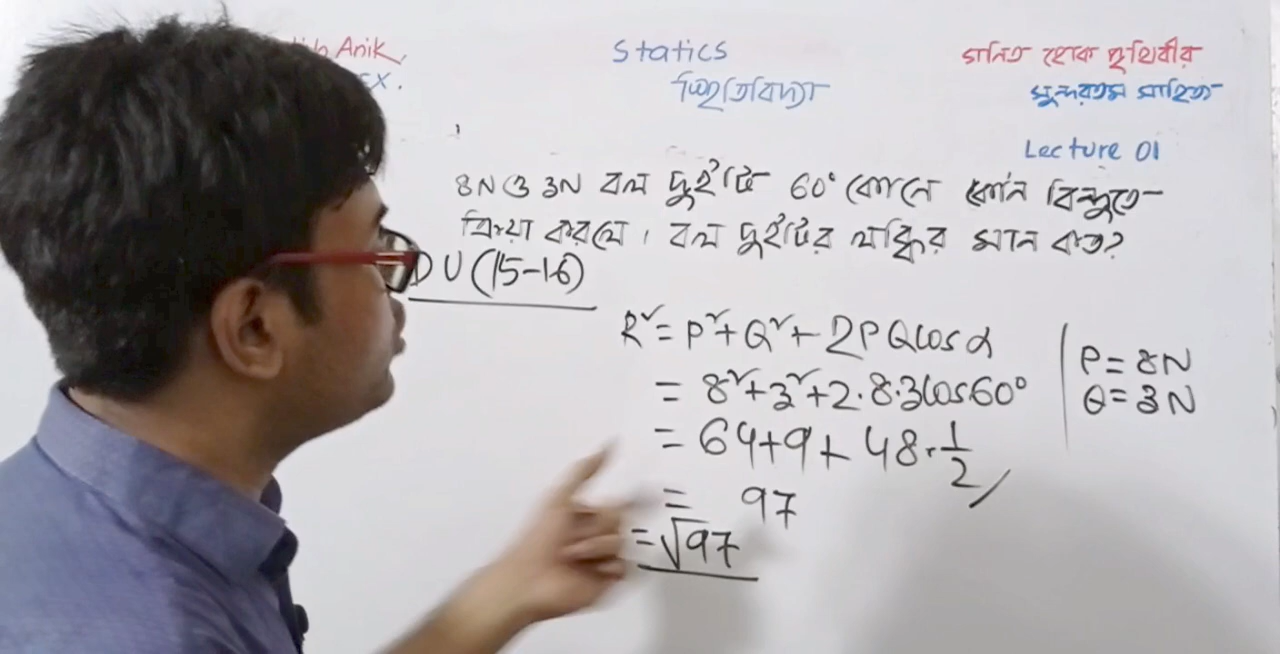 Anik,
Statics
স্থিতিবিদ্যা
গনিত হোক পৃথিবীর
সুন্দরতম সাহিত্য
Lecture 01
8N ও 3N বল দুইটি 60° কোনে কোন বিন্দুতে
ক্রিয়া করলে। বল দুইটির লব্ধির মান কত?
DU (15-16)
R² = P² + Q² + 2PQ cos α
= 8² + 3² + 2·8·3 cos 60°
= 64 + 9 + 48·1/2
= 97
= √97
P = 8N
Q = 3N